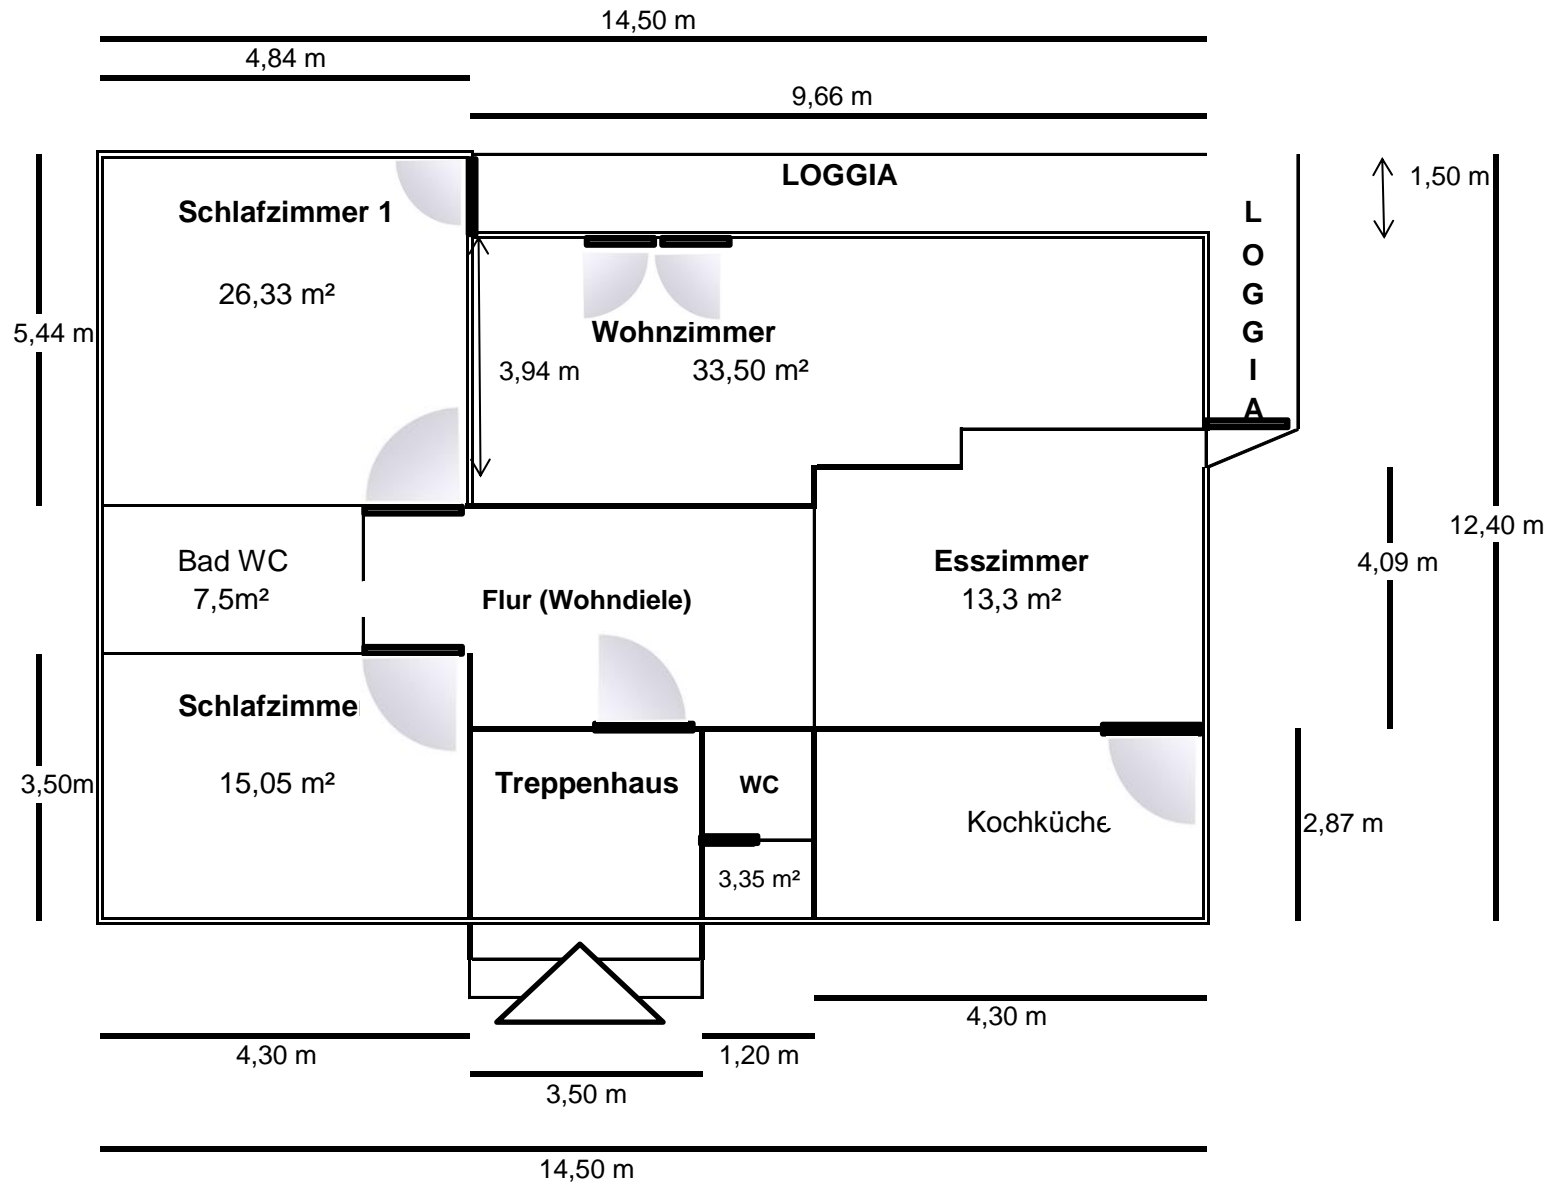 14,50 m
4,84 m
9,66 m
LOGGIA
1,50 m
Schlafzimmer 1
L
O
G
G
I
A
26,33 m²
5,44 m
Wohnzimmer
3,94 m
33,50 m²
12,40 m
Bad WC
7,5m²
Flur (Wohndiele)
Esszimmer
13,3 m²
4,09 m
Schlafzimme
15,05 m²
3,50m
Treppenhaus
WC
Kochküche
2,87 m
3,35 m²
4,30 m
4,30 m
1,20 m
3,50 m
14,50 m